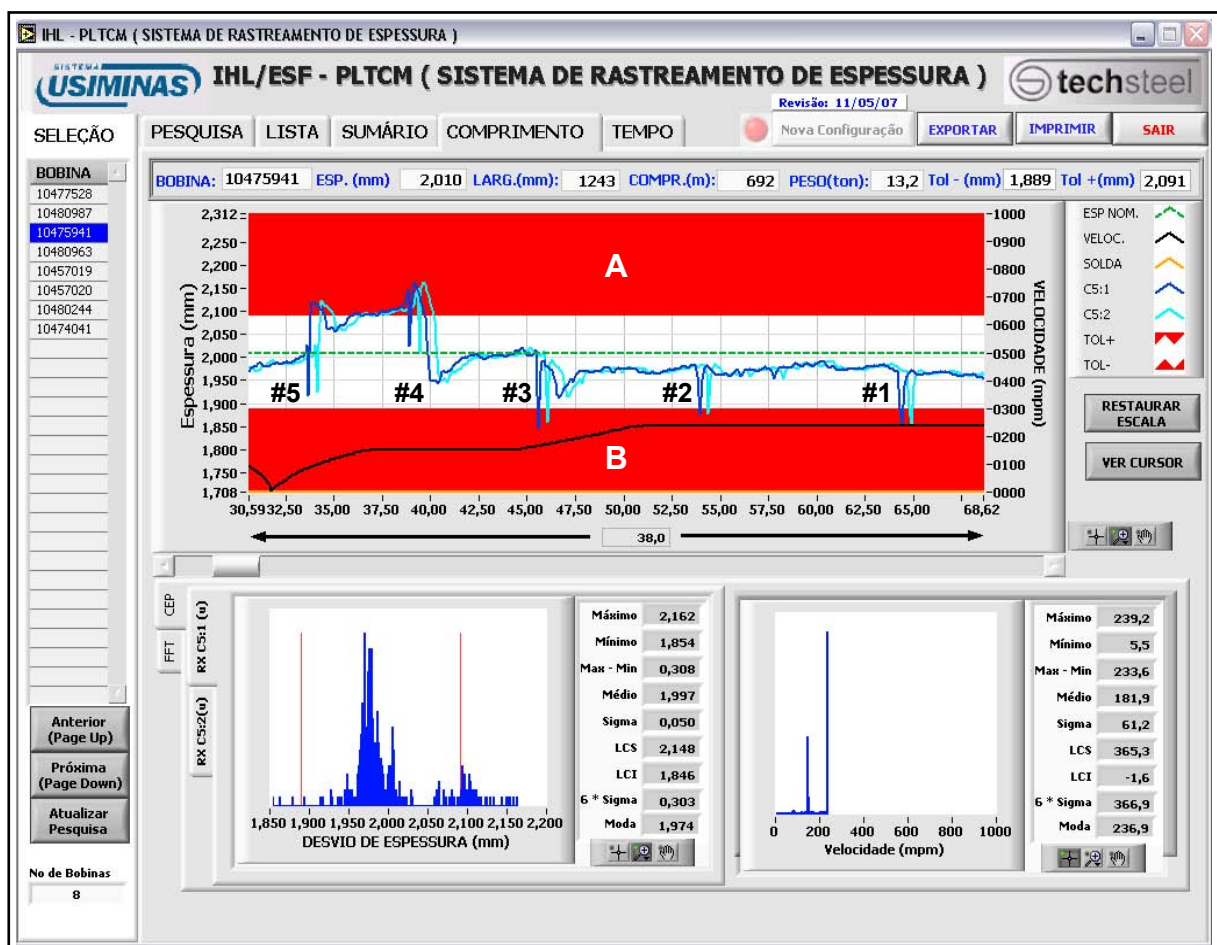 IHL - PLTCM ( SISTEMA DE RASTREAMENTO DE ESPESSURA )
SISTEMA
USIMINAS
IHL/ESF - PLTCM ( SISTEMA DE RASTREAMENTO DE ESPESSURA )
techsteel
Revisão: 11/05/07
SELEÇÃO
PESQUISA LISTA SUMÁRIO COMPRIMENTO TEMPO Nova Configuração EXPORTAR IMPRIMIR SAIR
BOBINA
10477528
10480987
10475941
10480963
10457019
10457020
10480244
10474041
BOBINA: 10475941 ESP. (mm) 2,010 LARG.(mm): 1243 COMPR.(m): 692 PESO(ton): 13,2 Tol - (mm) 1,889 Tol +(mm) 2,091
Espessura (mm)
2,312
2,250
2,200
2,150
2,100
2,050
2,000
1,950
1,900
1,850
1,800
1,750
1,708
A
#5 #4 #3 #2 #1
B
1000
0900
0800
0700
0600
0500
0400
0300
0200
0100
0000
VELOCIDADE (mpm)
30,59 32,50 35,00 37,50 40,00 42,50 45,00 47,50 50,00 52,50 55,00 57,50 60,00 62,50 65,00 68,62
38,0
ESP NOM.
VELOC.
SOLDA
C5:1
C5:2
TOL+
TOL-
RESTAURAR
ESCALA
VER CURSOR
CEP
FFT
RX C5:1 (u)
RX C5:2(u)
1,850 1,900 1,950 2,000 2,050 2,100 2,150 2,200
DESVIO DE ESPESSURA (mm)
Máximo 2,162
Mínimo 1,854
Max - Min 0,308
Médio 1,997
Sigma 0,050
LCS 2,148
LCI 1,846
6 * Sigma 0,303
Moda 1,974
0 200 400 600 800 1000
Velocidade (mpm)
Máximo 239,2
Mínimo 5,5
Max - Min 233,6
Médio 181,9
Sigma 61,2
LCS 365,3
LCI -1,6
6 * Sigma 366,9
Moda 236,9
Anterior
(Page Up)
Próxima
(Page Down)
Atualizar
Pesquisa
No de Bobinas
8